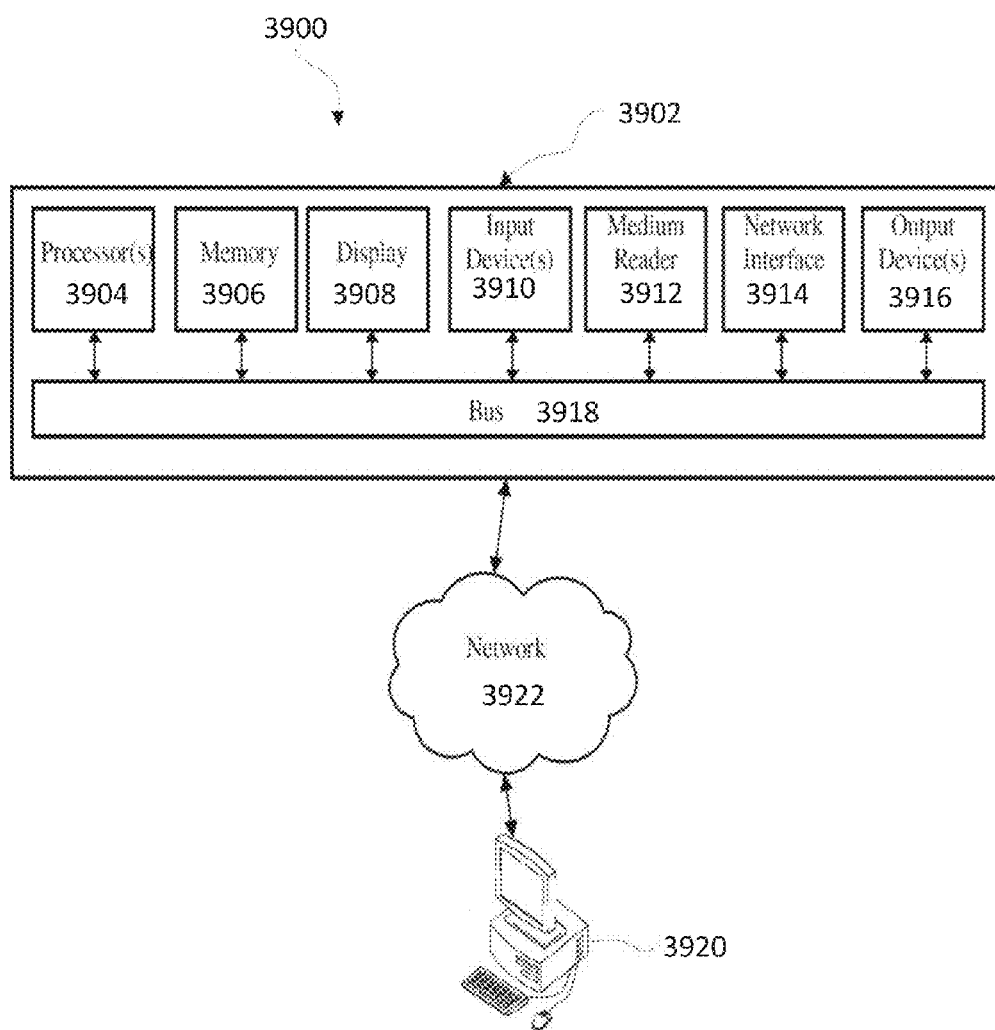 3900
3902
Processor(s)
3904
Memory
3906
Display
3908
Input
Device(s)
3910
Medium
Reader
3912
Network
Interface
3914
Output
Device(s)
3916
Bus 3918
Network
3922
3920